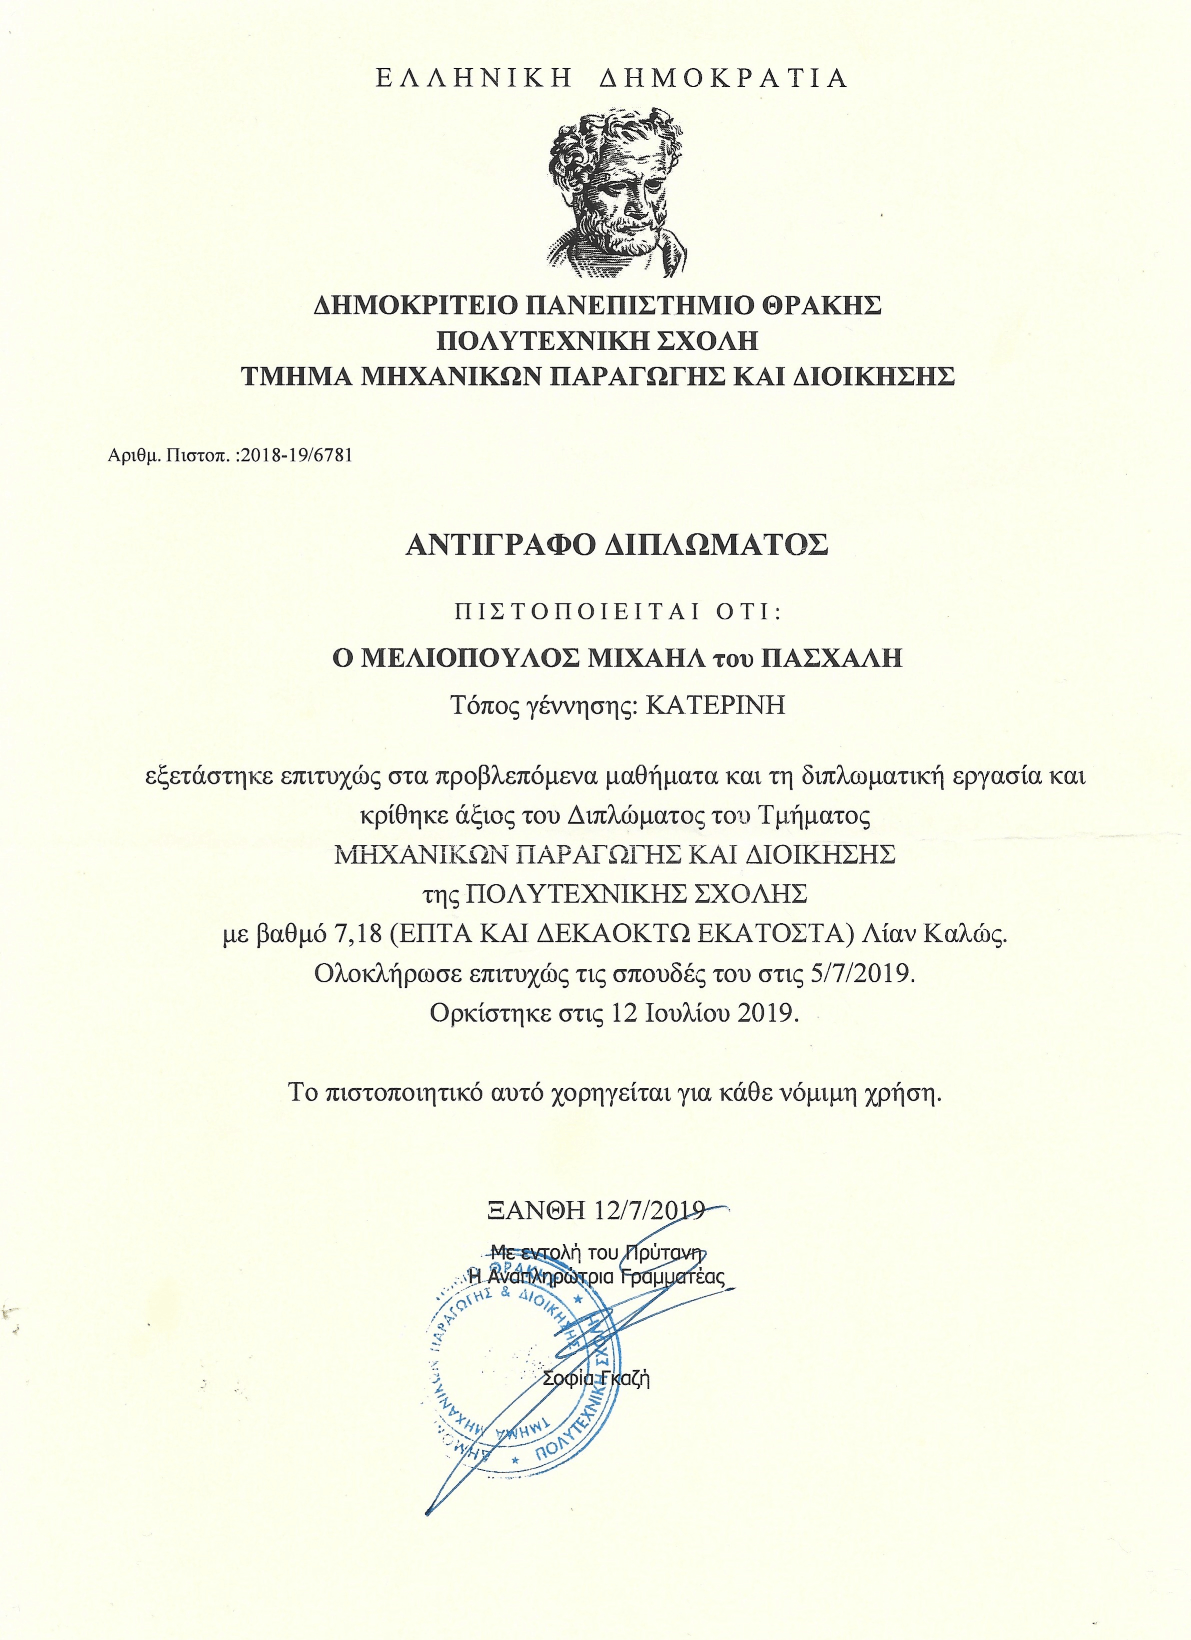 ΕΛΛΗΝΙΚΗ ΔΗΜΟΚΡΑΤΙΑ
ΔΗΜΟΚΡΙΤΕΙΟ ΠΑΝΕΠΙΣΤΗΜΙΟ ΘΡΑΚΗΣ
ΠΟΛΥΤΕΧΝΙΚΗ ΣΧΟΛΗ
ΤΜΗΜΑ ΜΗΧΑΝΙΚΩΝ ΠΑΡΑΓΩΓΗΣ ΚΑΙ ΔΙΟΙΚΗΣΗΣ
Αριθμ. Πιστοπ. :2018-19/6781
ΑΝΤΙΓΡΑΦΟ ΔΙΠΛΩΜΑΤΟΣ
ΠΙΣΤΟΠΟΙΕΙΤΑΙ ΟΤΙ:
Ο ΜΕΛΙΟΠΟΥΛΟΣ ΜΙΧΑΗΛ του ΠΑΣΧΑΛΗ
Τόπος γέννησης: ΚΑΤΕΡΙΝΗ
εξετάστηκε επιτυχώς στα προβλεπόμενα μαθήματα και τη διπλωματική εργασία και
κρίθηκε άξιος του Διπλώματος του Τμήματος
ΜΗΧΑΝΙΚΩΝ ΠΑΡΑΓΩΓΗΣ ΚΑΙ ΔΙΟΙΚΗΣΗΣ
της ΠΟΛΥΤΕΧΝΙΚΗΣ ΣΧΟΛΗΣ
με βαθμό 7,18 (ΕΠΤΑ ΚΑΙ ΔΕΚΑΟΚΤΩ ΕΚΑΤΟΣΤΑ) Λίαν Καλώς.
Ολοκλήρωσε επιτυχώς τις σπουδές του στις 5/7/2019.
Ορκίστηκε στις 12 Ιουλίου 2019.
Το πιστοποιητικό αυτό χορηγείται για κάθε νόμιμη χρήση.
ΞΑΝΘΗ 12/7/2019
Με εντολή του Πρύτανη
Η Αναπληρώτρια Γραμματέας
Σοφία Γκαζή
ΘΡΑΚΗΣ * ΠΟΛΥΤΕΧΝΙΚΗ ΣΧΟΛΗ *
ΤΜΗΜΑ ΜΗΧΑΝΙΚΩΝ ΠΑΡΑΓΩΓΗΣ & ΔΙΟΙΚΗΣΗΣ